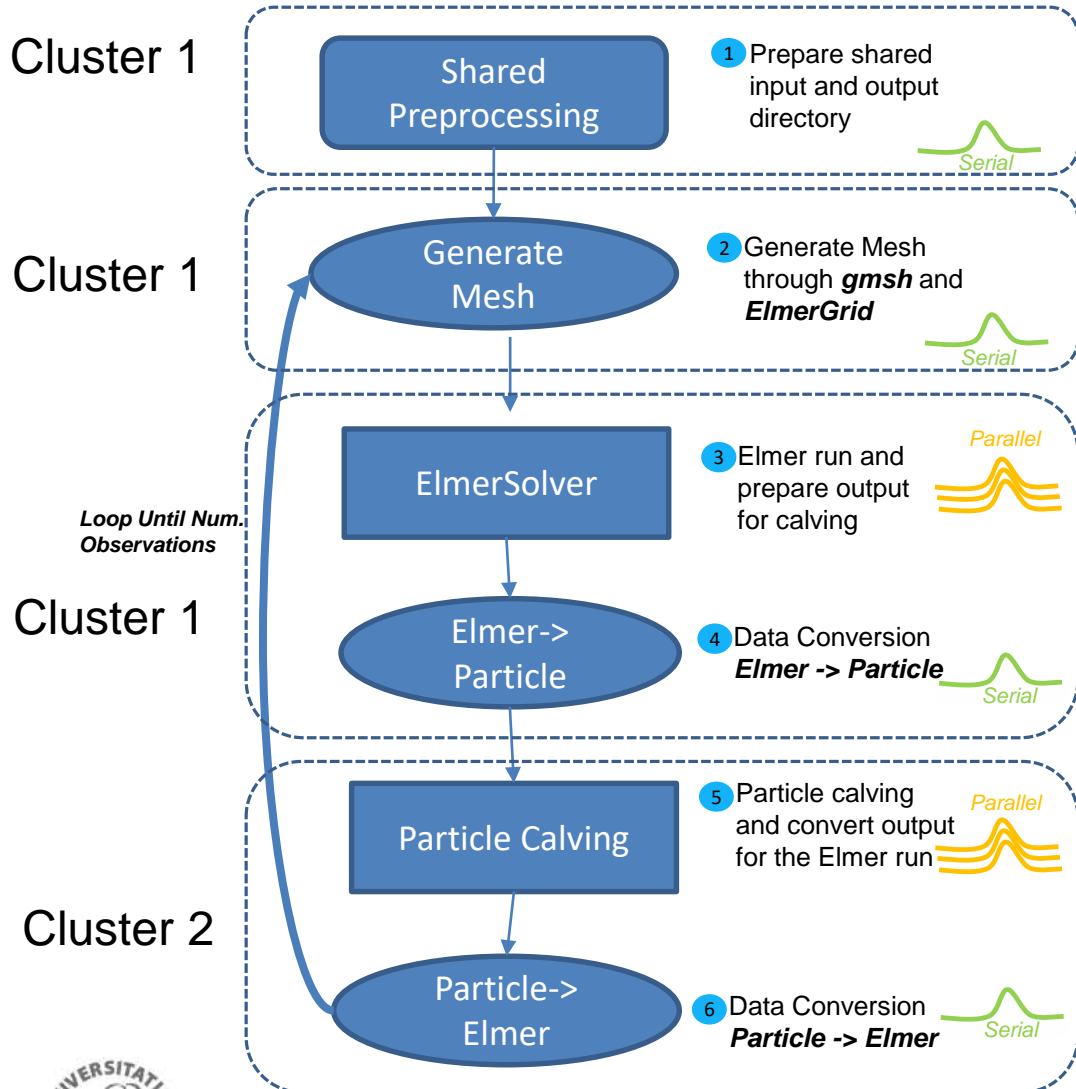 Cluster 1
Shared
Preprocessing
1 Prepare shared
input and output
directory
Serial
Cluster 1
Generate
Mesh
2 Generate Mesh
through gmsh and
ElmerGrid
Serial
Loop Until Num.
Observations
Cluster 1
ElmerSolver
3 Elmer run and
prepare output
for calving
Parallel
Elmer->
Particle
4 Data Conversion
Elmer -> Particle
Serial
Cluster 2
Particle Calving
5 Particle calving
and convert output
for the Elmer run
Parallel
Particle->
Elmer
6 Data Conversion
Particle -> Elmer
Serial